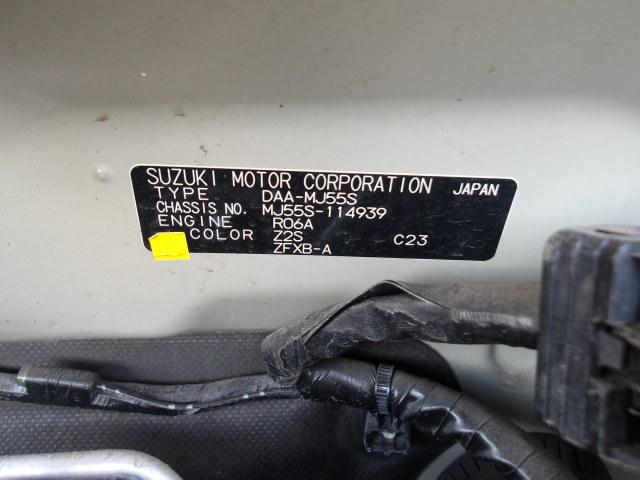 SUZUKI MOTOR CORPORATION JAPAN
TYPE DAA-MJ55S
CHASSIS NO. MJ55S-114939
ENGINE R06A
COLOR Z2S C23
ZFXB-A